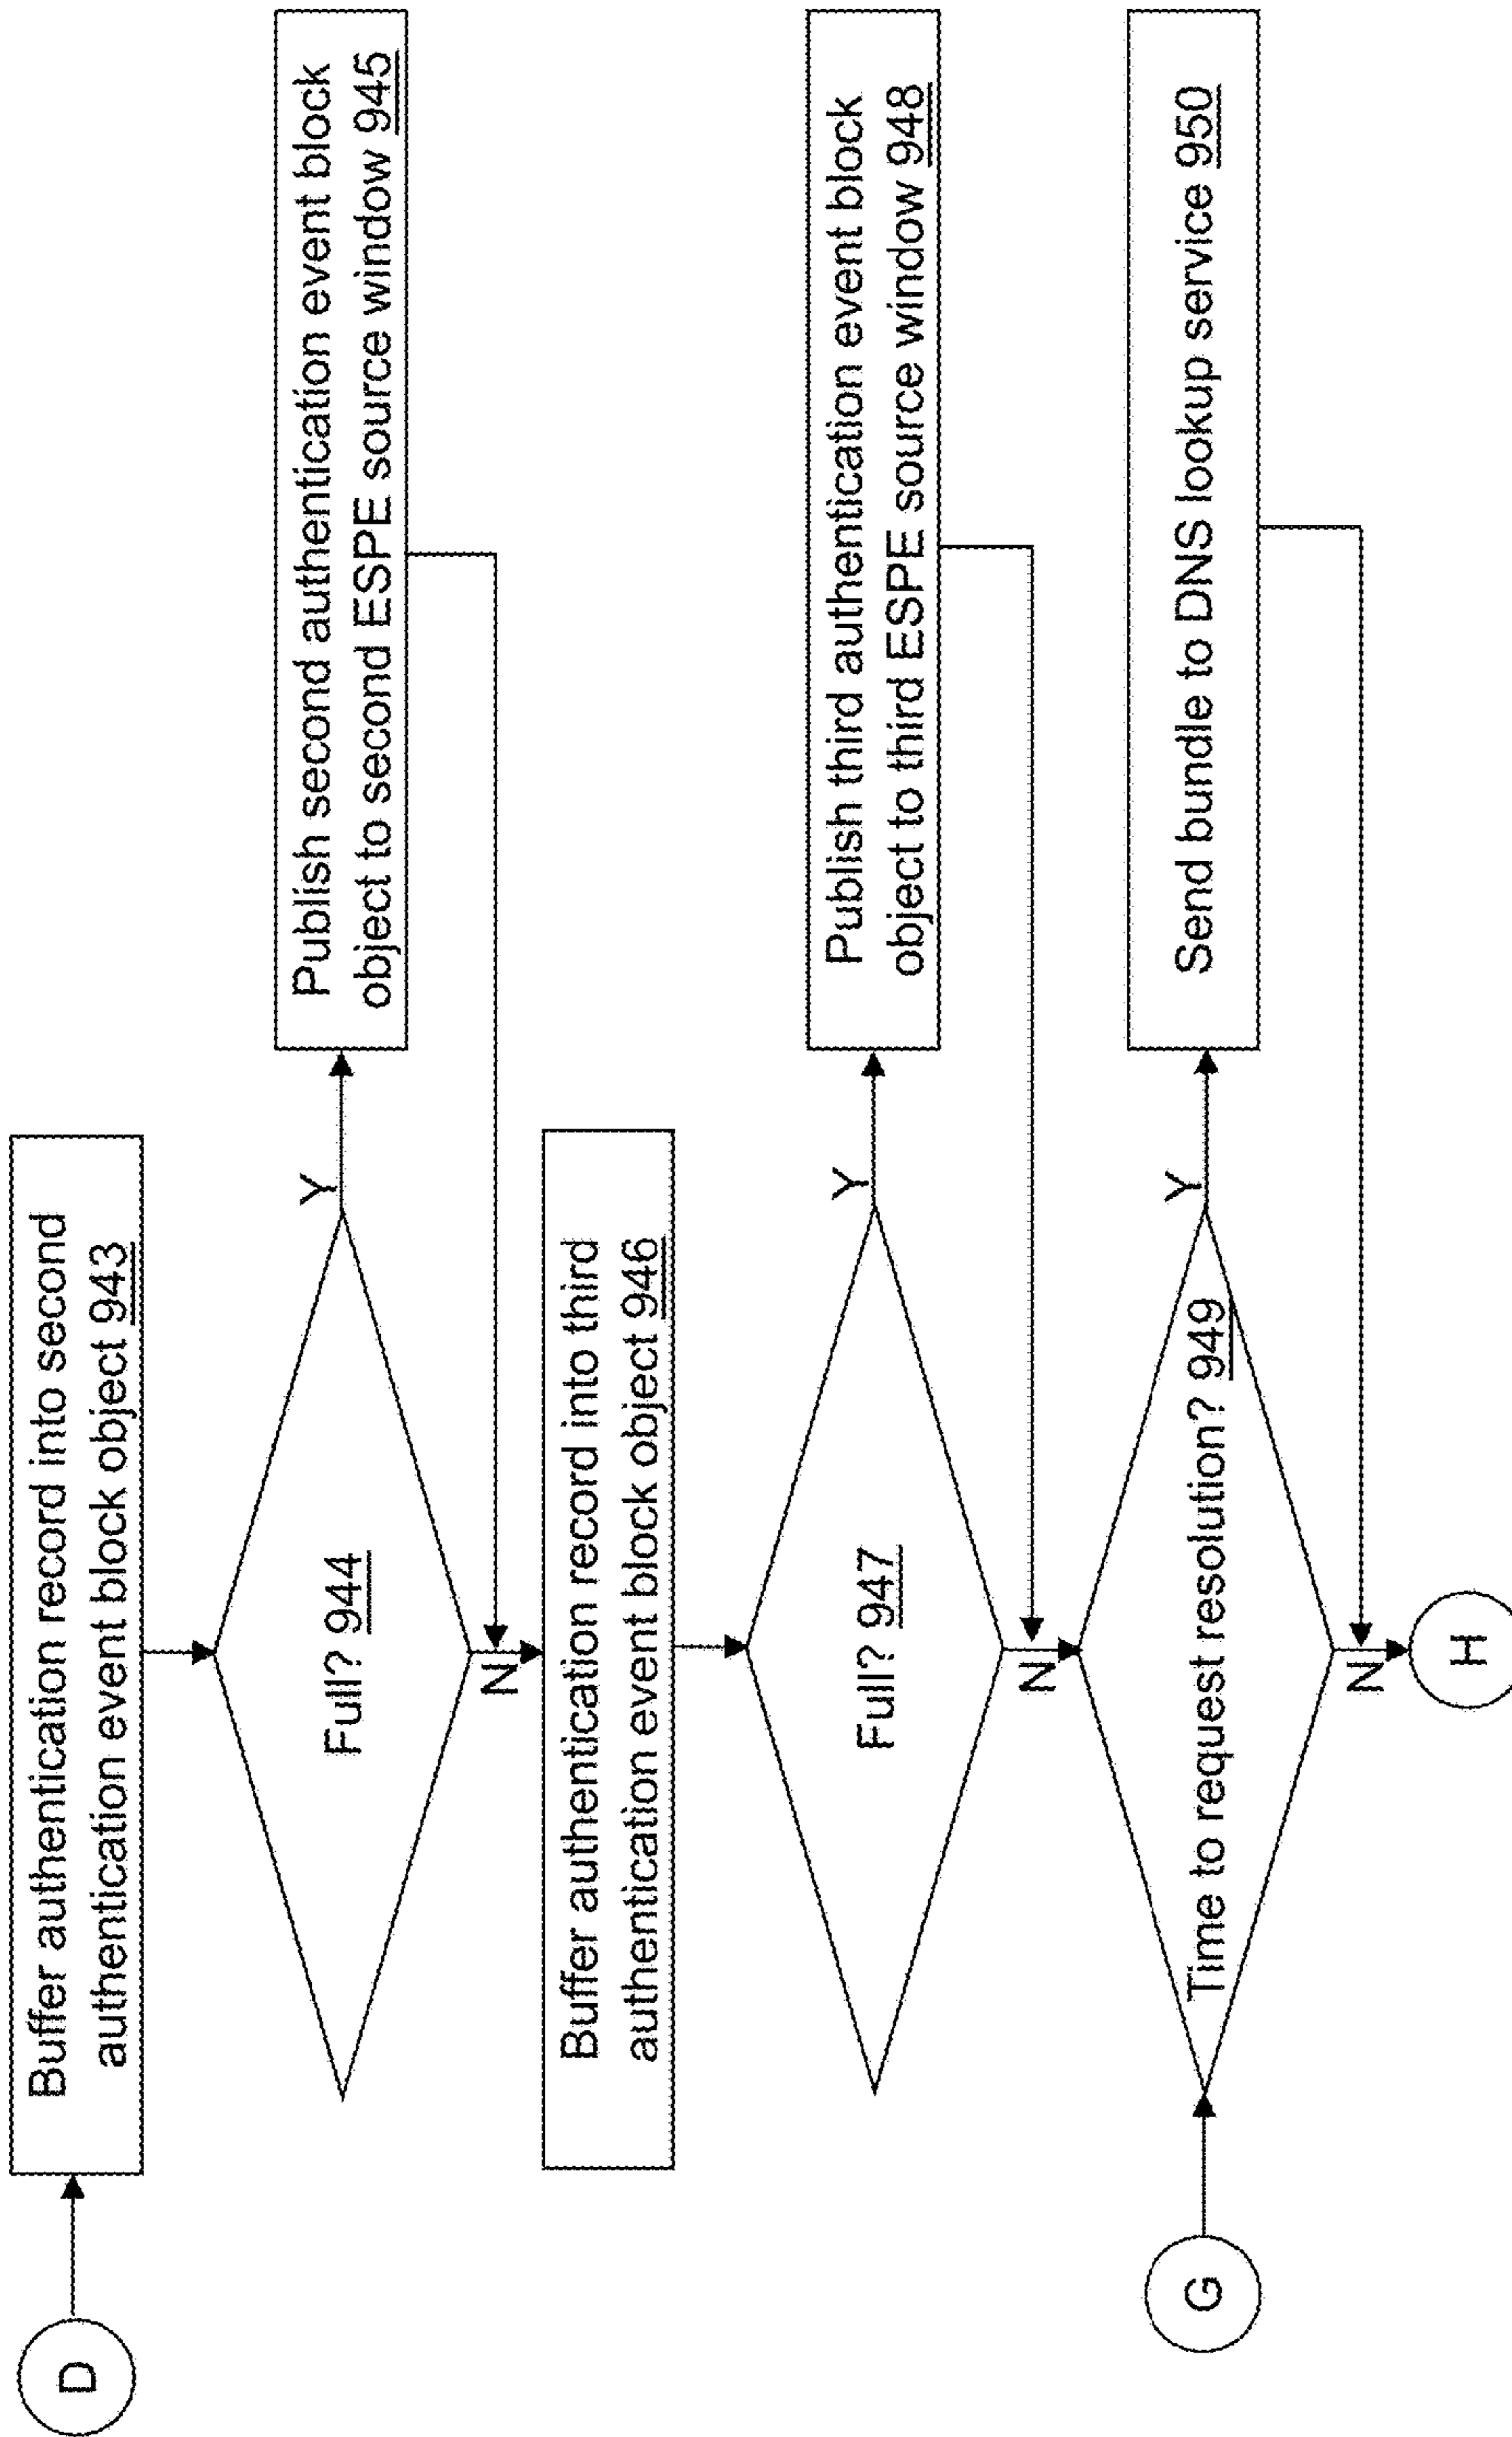 D
Buffer authentication record into second
authentication event block object 943
Full? 944
Y
Publish second authentication event block
object to second ESPE source window 945
N
Buffer authentication record into third
authentication event block object 946
Full? 947
Y
Publish third authentication event block
object to third ESPE source window 948
N
G
Time to request resolution? 949
Y
Send bundle to DNS lookup service 950
N
H